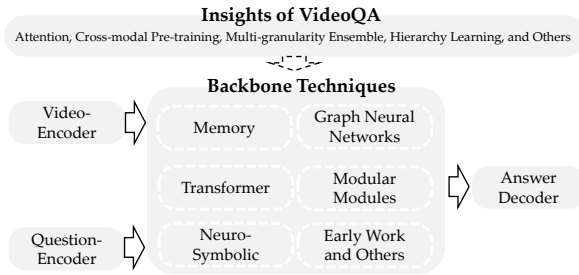 Insights of VideoQA
Attention, Cross-modal Pre-training, Multi-granularity Ensemble, Hierarchy Learning, and Others
Backbone Techniques
Video-
Encoder
Memory
Graph Neural
Networks
Transformer
Modular
Modules
Answer
Decoder
Question-
Encoder
Neuro-
Symbolic
Early Work
and Others